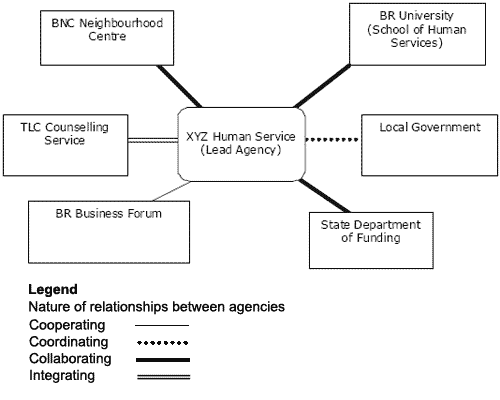 BNC Neighbourhood
Centre
BR University
(School of Human
Services)
TLC Counselling
Service
XYZ Human Service
(Lead Agency)
Local Government
BR Business Forum
State Department
of Funding
Legend
Nature of relationships between agencies
Cooperating
Coordinating
Collaborating
Integrating